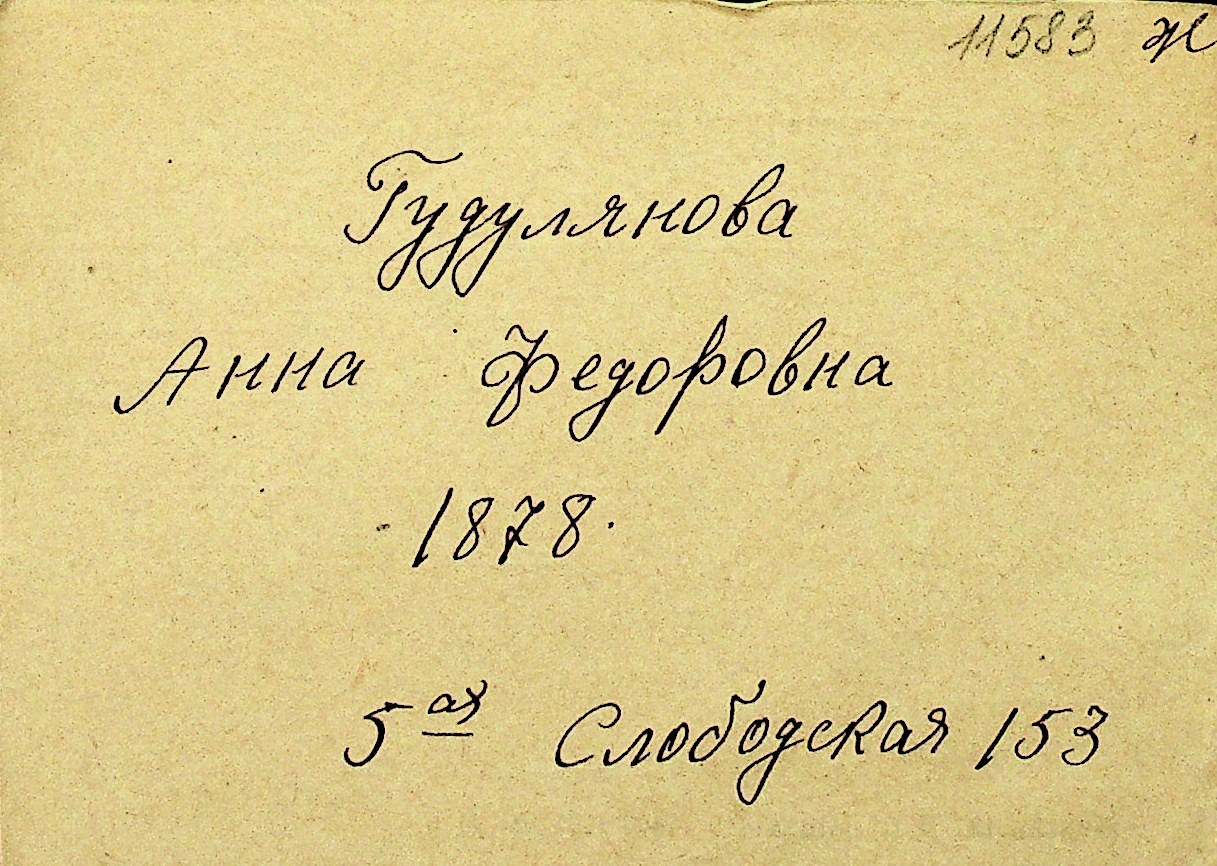 11583 ж
Гудулянова
Анна Федоровна
1878.
5ая Слободская 153